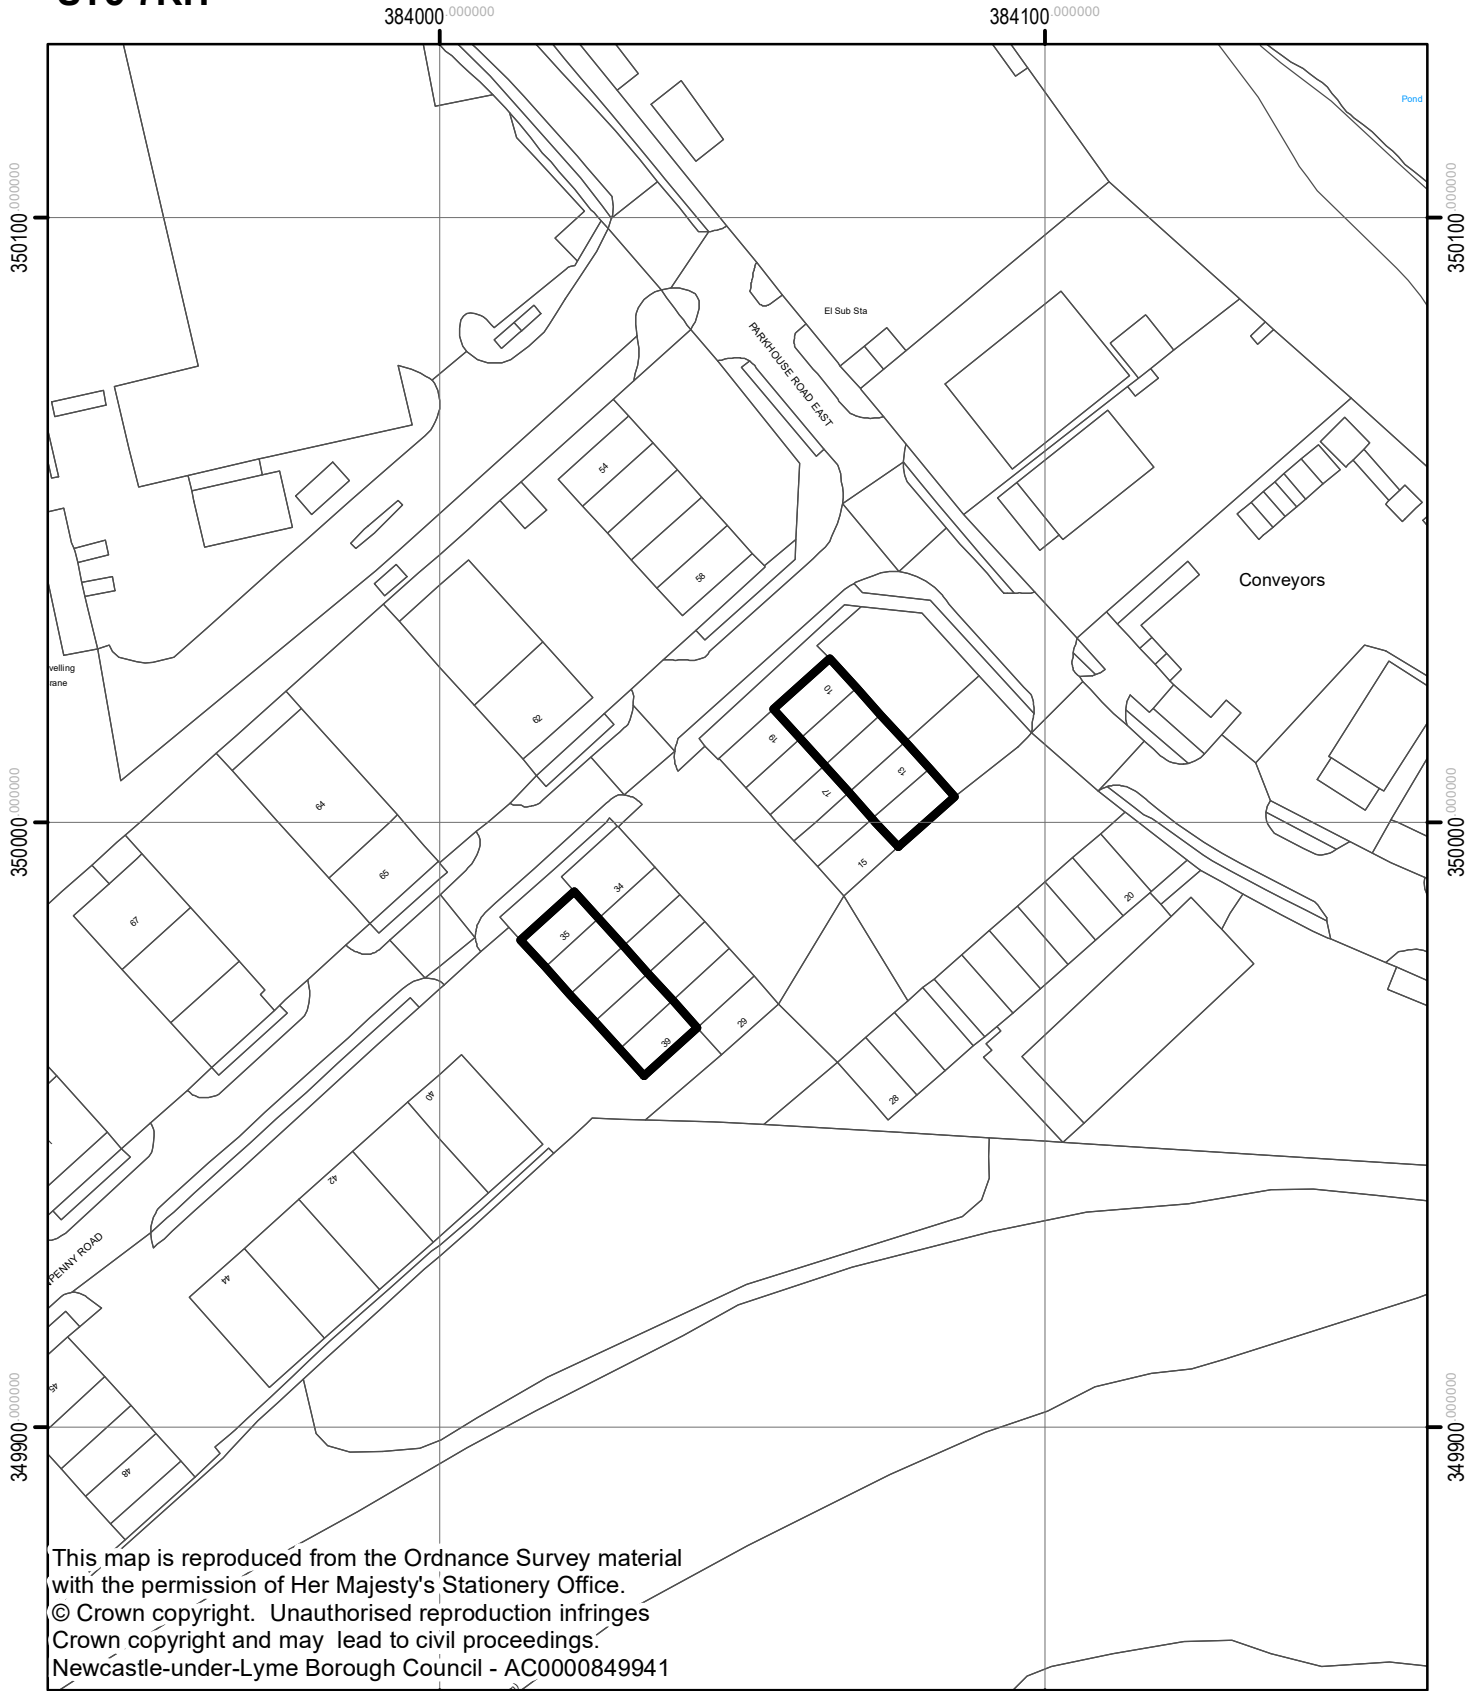 384000.000000
384100.000000
Pond
350100.000000
350100.000000
El Sub Sta
PARKHOUSE ROAD EAST
54
58
Conveyors
velling
rane
10
19
13
17
15
64
65
67
34
35
39
29
20
28
350000.000000
350000.000000
40
42
44
PENNY ROAD
45
48
349900.000000
349900.000000
This map is reproduced from the Ordnance Survey material
with the permission of Her Majesty's Stationery Office.
© Crown copyright. Unauthorised reproduction infringes
Crown copyright and may lead to civil proceedings.
Newcastle-under-Lyme Borough Council - AC0000849941